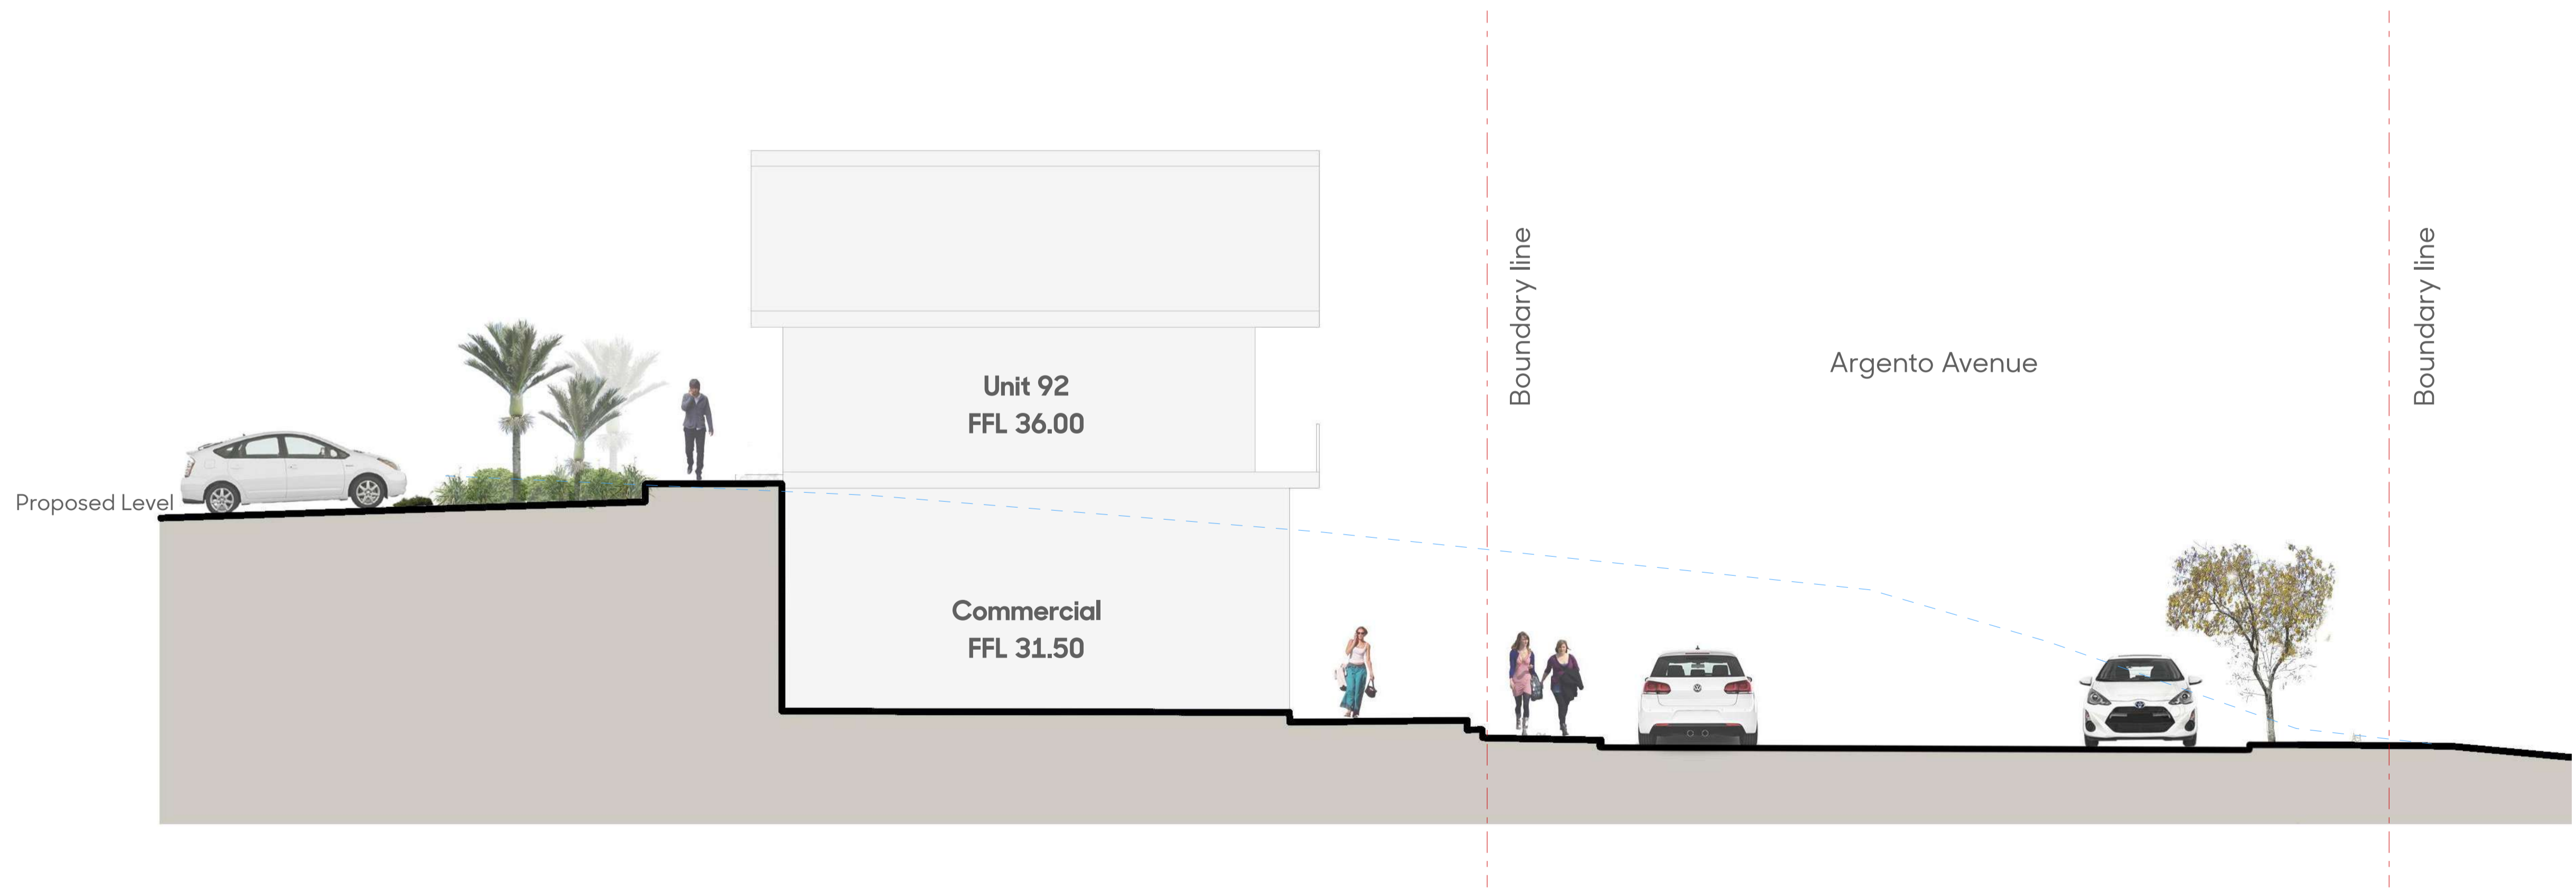 Proposed Level
Unit 92
FFL 36.00
Commercial
FFL 31.50
Boundary line
Argento Avenue
Boundary line